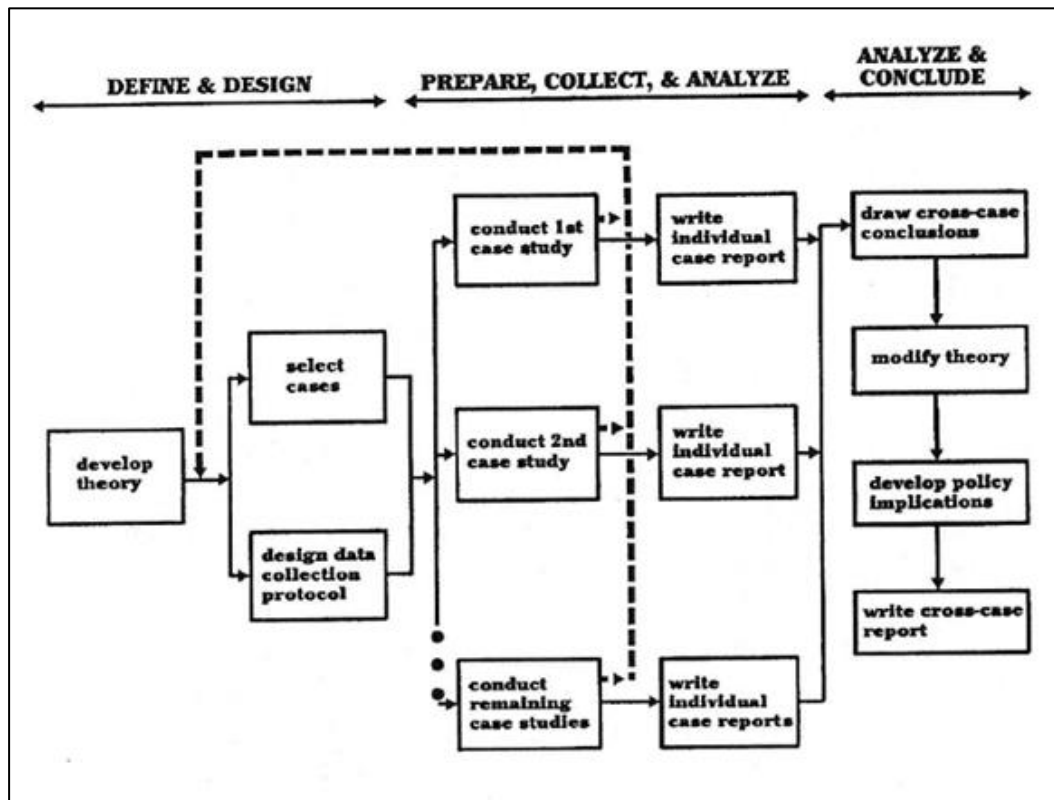 DEFINE & DESIGN
PREPARE, COLLECT, & ANALYZE
ANALYZE &
CONCLUDE
develop
theory
select
cases
design data
collection
protocol
conduct 1st
case study
write
individual
case report
conduct 2nd
case study
write
individual
case report
conduct
remaining
case studies
write
individual
case reports
draw cross-case
conclusions
modify theory
develop policy
implications
write cross-case
report